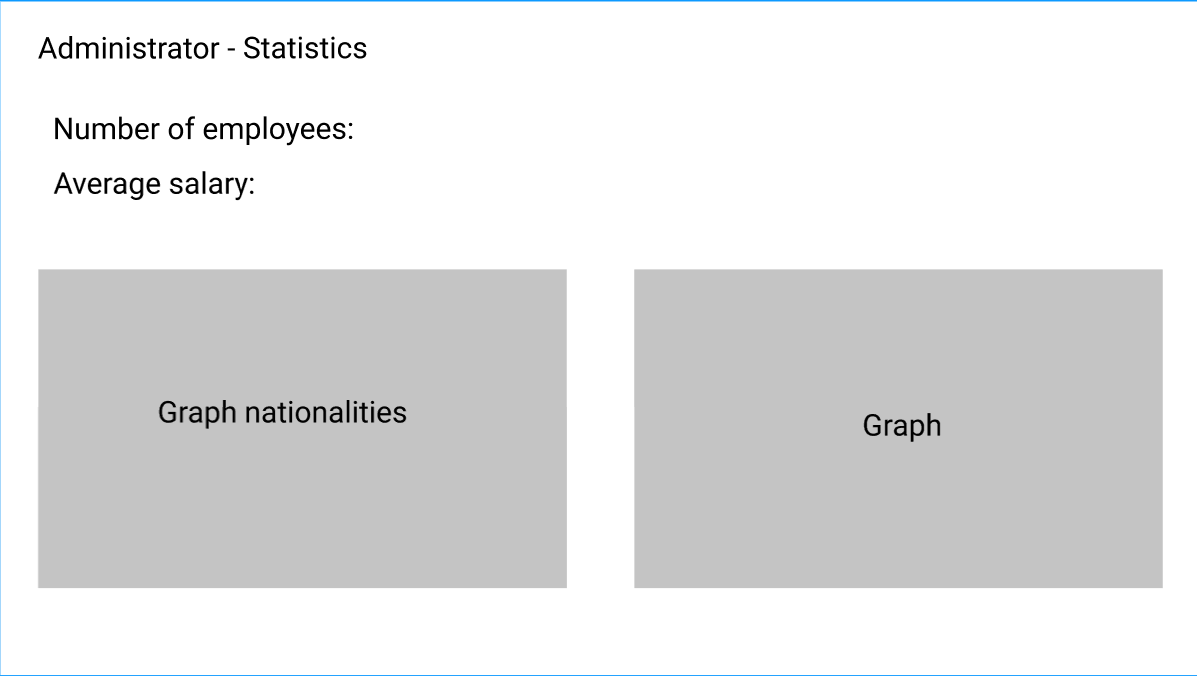 Administrator - Statistics
Number of employees:
Average salary:
Graph nationalities
Graph